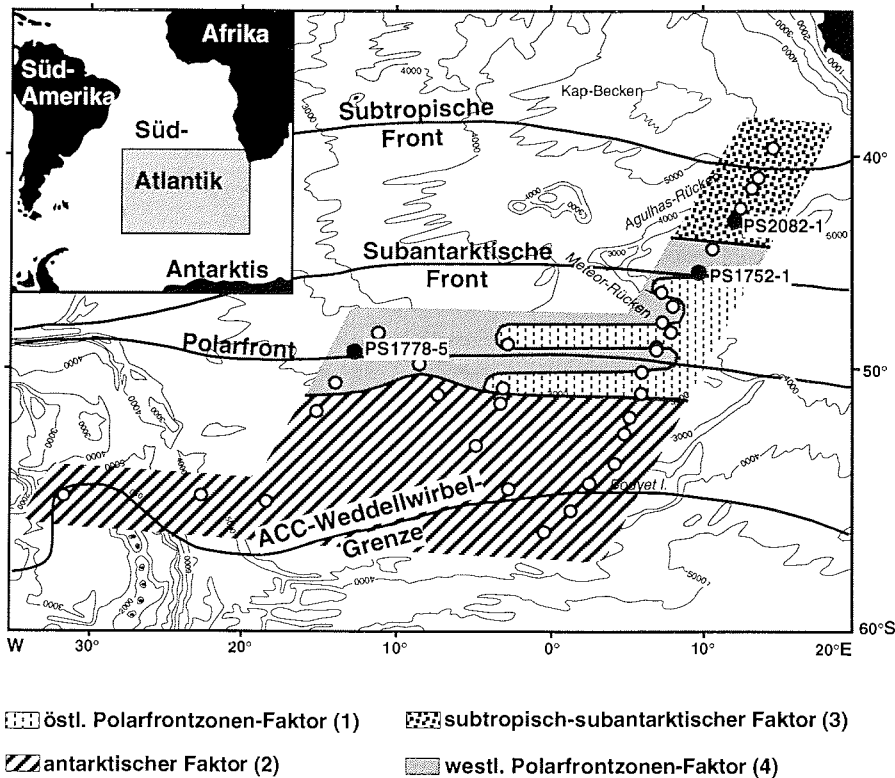 Afrika
Süd-
Amerika
Süd-
Atlantik
Antarktis
Kap-Becken
Subtropische
Front
40°
Agulhas-Rücken
PS2082-1
Subantarktische
Front
Meteor-Rücken
PS1752-1
Polarfront
PS1778-5
50°
Bouvet I.
ACC-Weddellwirbel-
Grenze
60°S
W 30° 20° 10° 0° 10° 20°E
östl. Polarfrontzonen-Faktor (1)
subtropisch-subantarktischer Faktor (3)
antarktischer Faktor (2)
westl. Polarfrontzonen-Faktor (4)